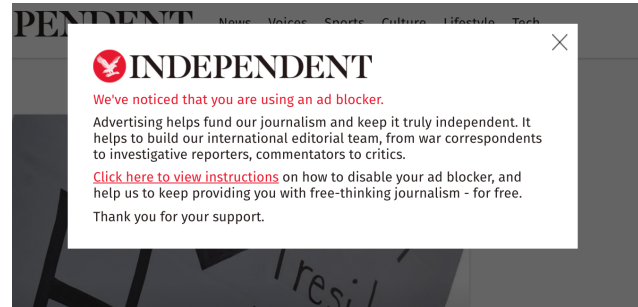 PENDENT News Voices Sports Culture Lifestyle Tech
INDEPENDENT
We've noticed that you are using an ad blocker.
Advertising helps fund our journalism and keep it truly independent. It
helps to build our international editorial team, from war correspondents
to investigative reporters, commentators to critics.
Click here to view instructions on how to disable your ad blocker, and
help us to keep providing you with free-thinking journalism - for free.
Thank you for your support.